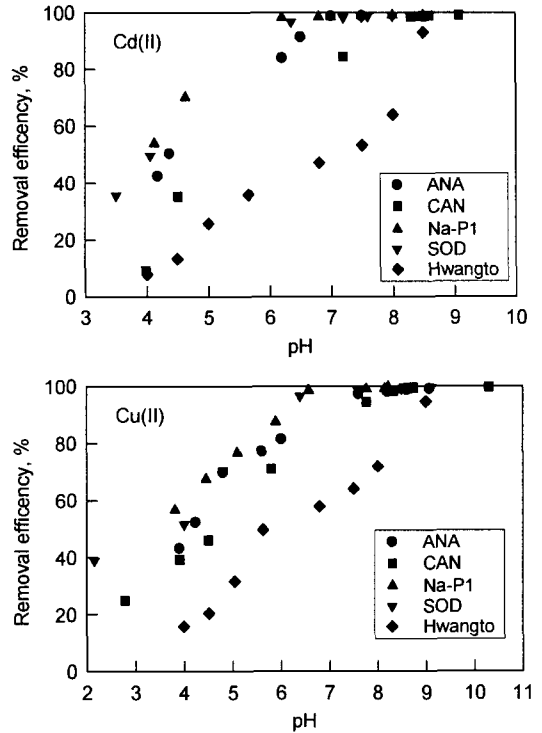 Cd(II)
Removal efficency, %
100
80
60
40
20
0
ANA
CAN
Na-P1
SOD
Hwangto
3 4 5 6 7 8 9 10
pH
Cu(II)
Removal efficency, %
100
80
60
40
20
0
ANA
CAN
Na-P1
SOD
Hwangto
2 3 4 5 6 7 8 9 10 11
pH